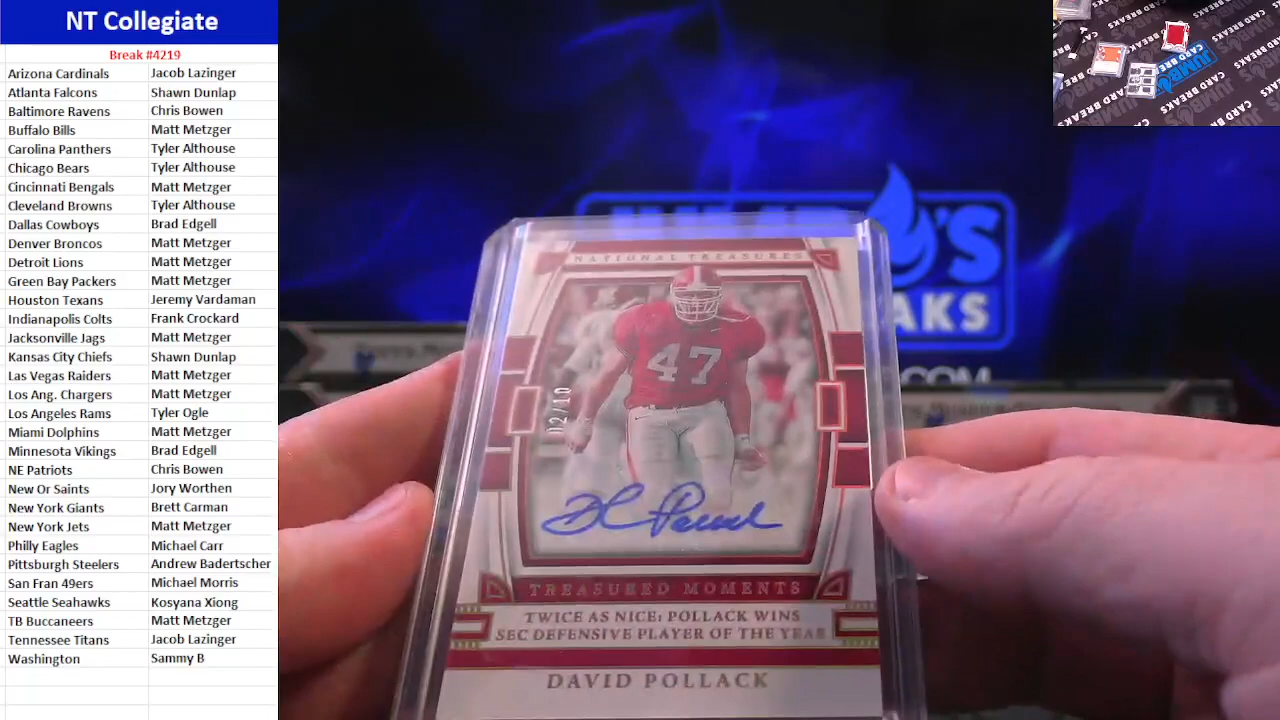 NT Collegiate
Break #4219
Arizona Cardinals Jacob Lazinger
Atlanta Falcons Shawn Dunlap
Baltimore Ravens Chris Bowen
Buffalo Bills Matt Metzger
Carolina Panthers Tyler Althouse
Chicago Bears Tyler Althouse
Cincinnati Bengals Matt Metzger
Cleveland Browns Tyler Althouse
Dallas Cowboys Brad Edgell
Denver Broncos Matt Metzger
Detroit Lions Matt Metzger
Green Bay Packers Matt Metzger
Houston Texans Jeremy Vardaman
Indianapolis Colts Frank Crockard
Jacksonville Jags Matt Metzger
Kansas City Chiefs Shawn Dunlap
Las Vegas Raiders Matt Metzger
Los Ang. Chargers Matt Metzger
Los Angeles Rams Tyler Ogle
Miami Dolphins Matt Metzger
Minnesota Vikings Brad Edgell
NE Patriots Chris Bowen
New Or Saints Jory Worthen
New York Giants Brett Carman
New York Jets Matt Metzger
Philly Eagles Michael Carr
Pittsburgh Steelers Andrew Badertscher
San Fran 49ers Michael Morris
Seattle Seahawks Kosyana Xiong
TB Buccaneers Matt Metzger
Tennessee Titans Jacob Lazinger
Washington Sammy B
NATIONAL TREASURES
47
02/10
TREASURED MOMENTS
TWICE AS NICE: POLLACK WINS
SEC DEFENSIVE PLAYER OF THE YEAR
DAVID POLLACK
CARD BREAKS
JUMBO'S
CARD BREAKS